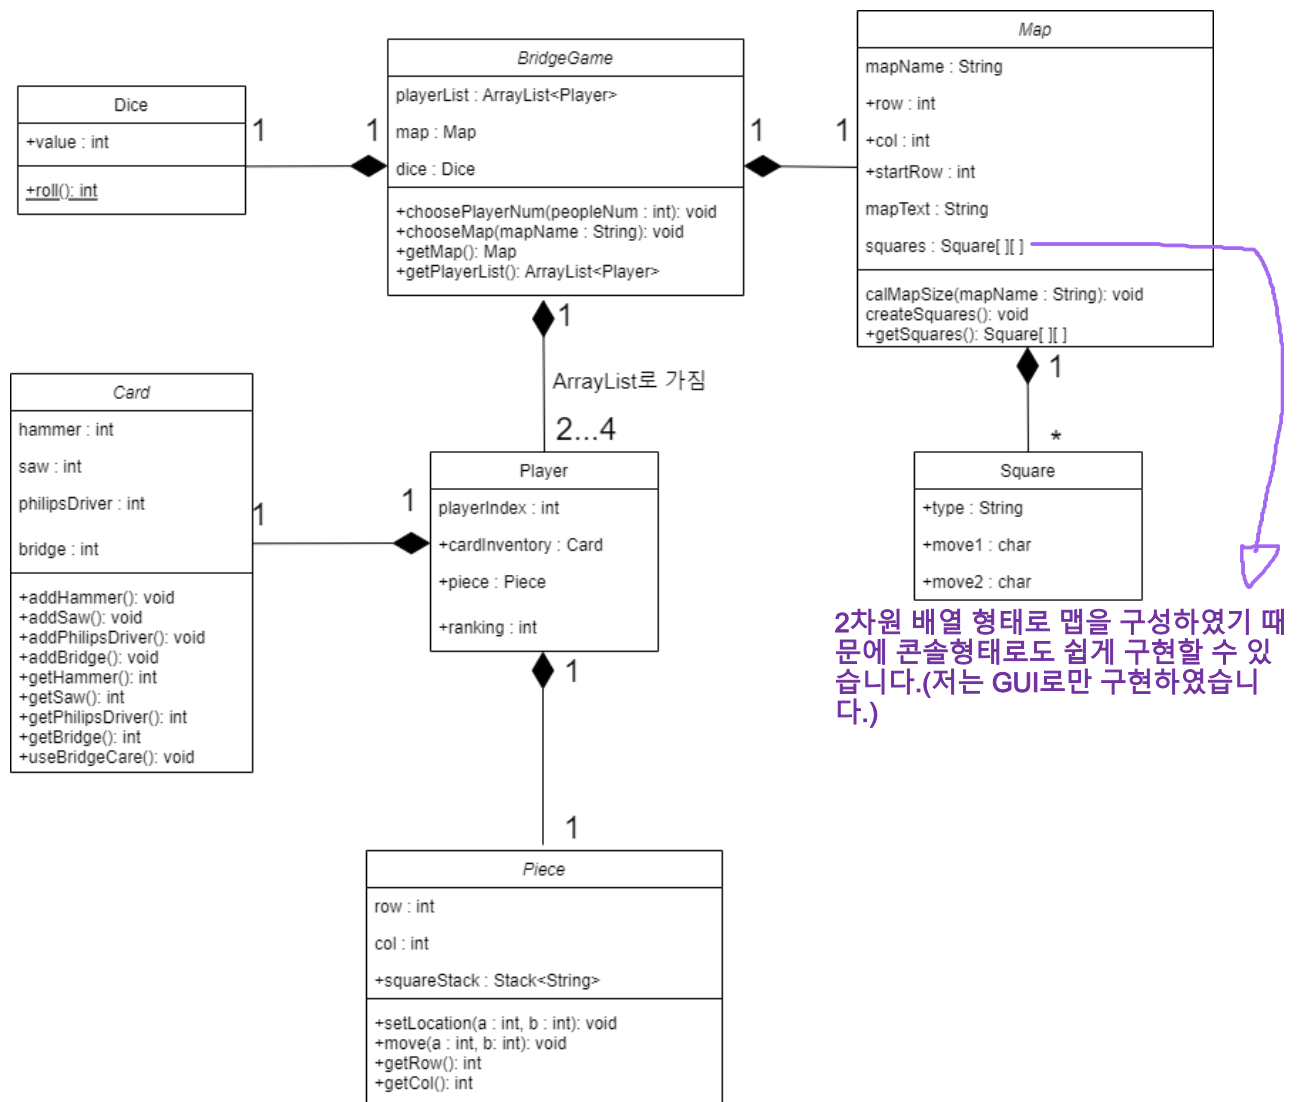 Dice
+value : int
+roll(): int
1
1
BridgeGame
playerList : ArrayList<Player>
map : Map
dice : Dice
+choosePlayerNum(peopleNum : int): void
+chooseMap(mapName : String): void
+getMap(): Map
+getPlayerList(): ArrayList<Player>
1
1
Map
mapName : String
+row : int
+col : int
+startRow : int
mapText : String
squares : Square[ ][ ]
calMapSize(mapName : String): void
createSquares(): void
+getSquares(): Square[ ][ ]
1
ArrayList로 가짐
2...4
1
*
Card
hammer : int
saw : int
philipsDriver : int
bridge : int
+addHammer(): void
+addSaw(): void
+addPhilipsDriver(): void
+addBridge(): void
+getHammer(): int
+getSaw(): int
+getPhilipsDriver(): int
+getBridge(): int
+useBridgeCare(): void
1
1
Player
playerIndex : int
+cardInventory : Card
+piece : Piece
+ranking : int
Square
+type : String
+move1 : char
+move2 : char
2차원 배열 형태로 맵을 구성하였기 때
문에 콘솔형태로도 쉽게 구현할 수 있
습니다.(저는 GUI로만 구현하였습니
다.)
1
1
Piece
row : int
col : int
+squareStack : Stack<String>
+setLocation(a : int, b : int): void
+move(a : int, b: int): void
+getRow(): int
+getCol(): int